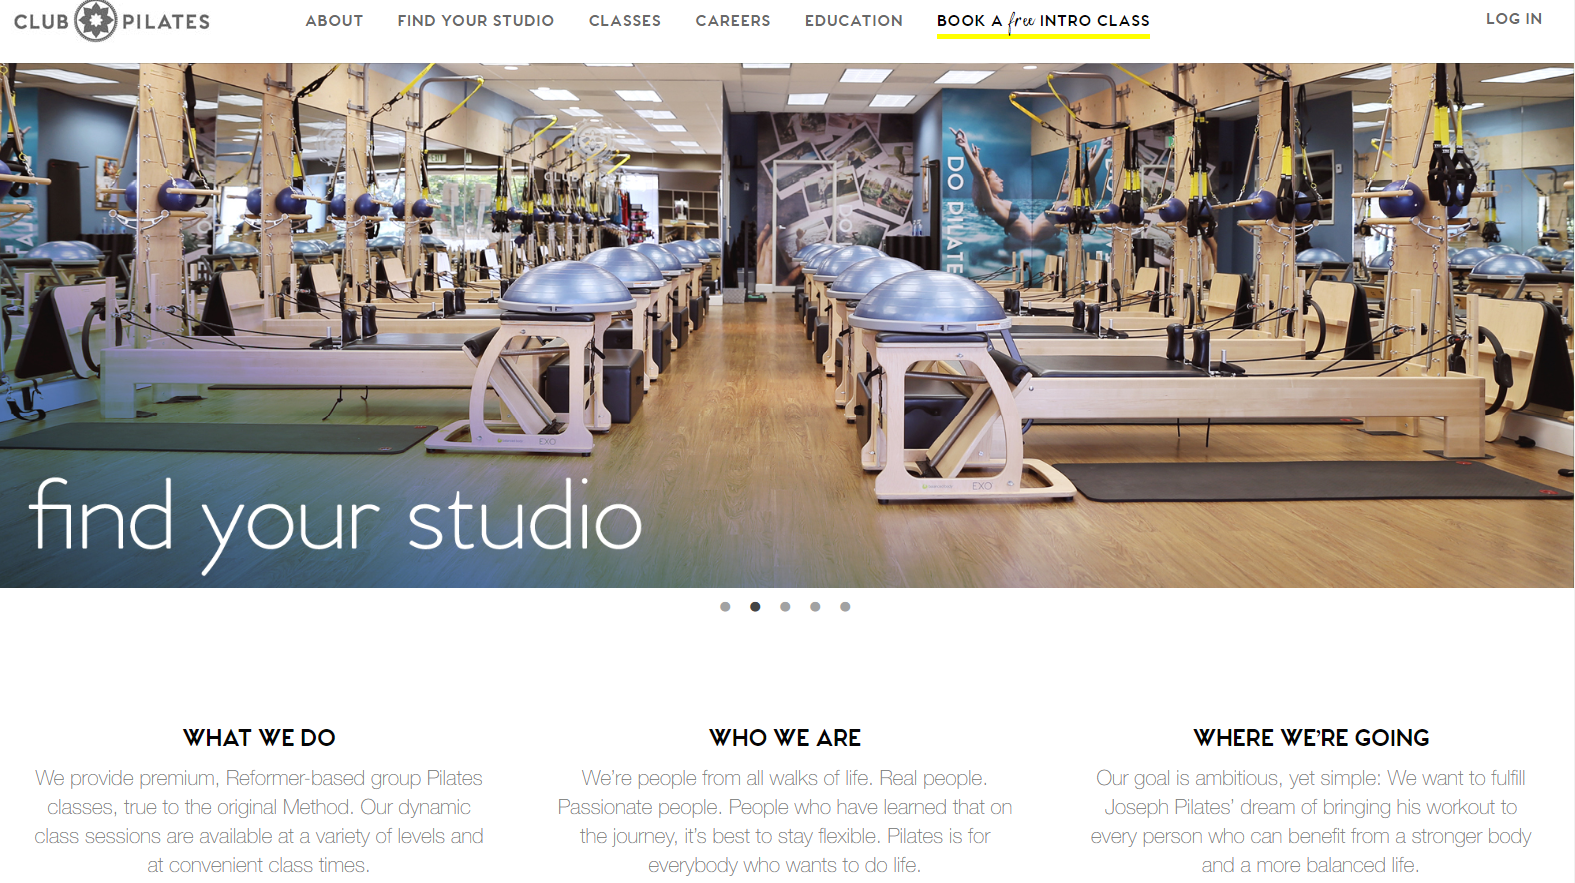 CLUB PILATES
ABOUT
FIND YOUR STUDIO
CLASSES
CAREERS
EDUCATION
BOOK A free INTRO CLASS
LOG IN
DO PILATE
EXO
EXO
find your studio
WHAT WE DO
We provide premium, Reformer-based group Pilates
classes, true to the original Method. Our dynamic
class sessions are available at a variety of levels and
at convenient class times.
WHO WE ARE
We're people from all walks of life. Real people.
Passionate people. People who have learned that on
the journey, it's best to stay flexible. Pilates is for
everybody who wants to do life.
WHERE WE'RE GOING
Our goal is ambitious, yet simple: We want to fulfill
Joseph Pilates' dream of bringing his workout to
every person who can benefit from a stronger body
and a more balanced life.